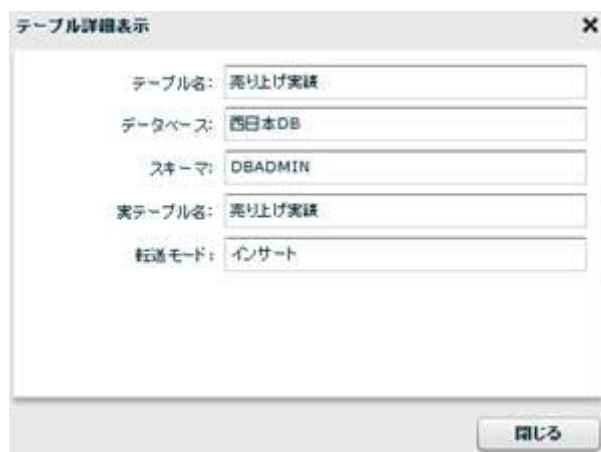 テーブル詳細表示
テーブル名: 売り上げ実績
データベース: 西日本DB
スキーマ: DBADMIN
実テーブル名: 売り上げ実績
転送モード: インサート
閉じる